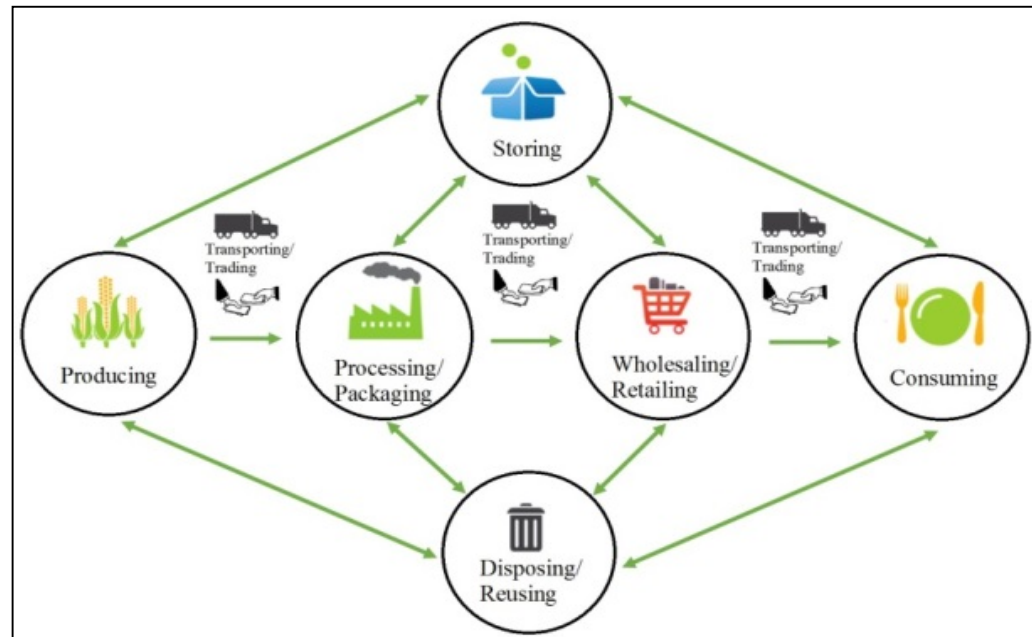 Storing
Transporting/
Trading
Transporting/
Trading
Transporting/
Trading
Producing
Processing/
Packaging
Wholesaling/
Retailing
Consuming
Disposing/
Reusing